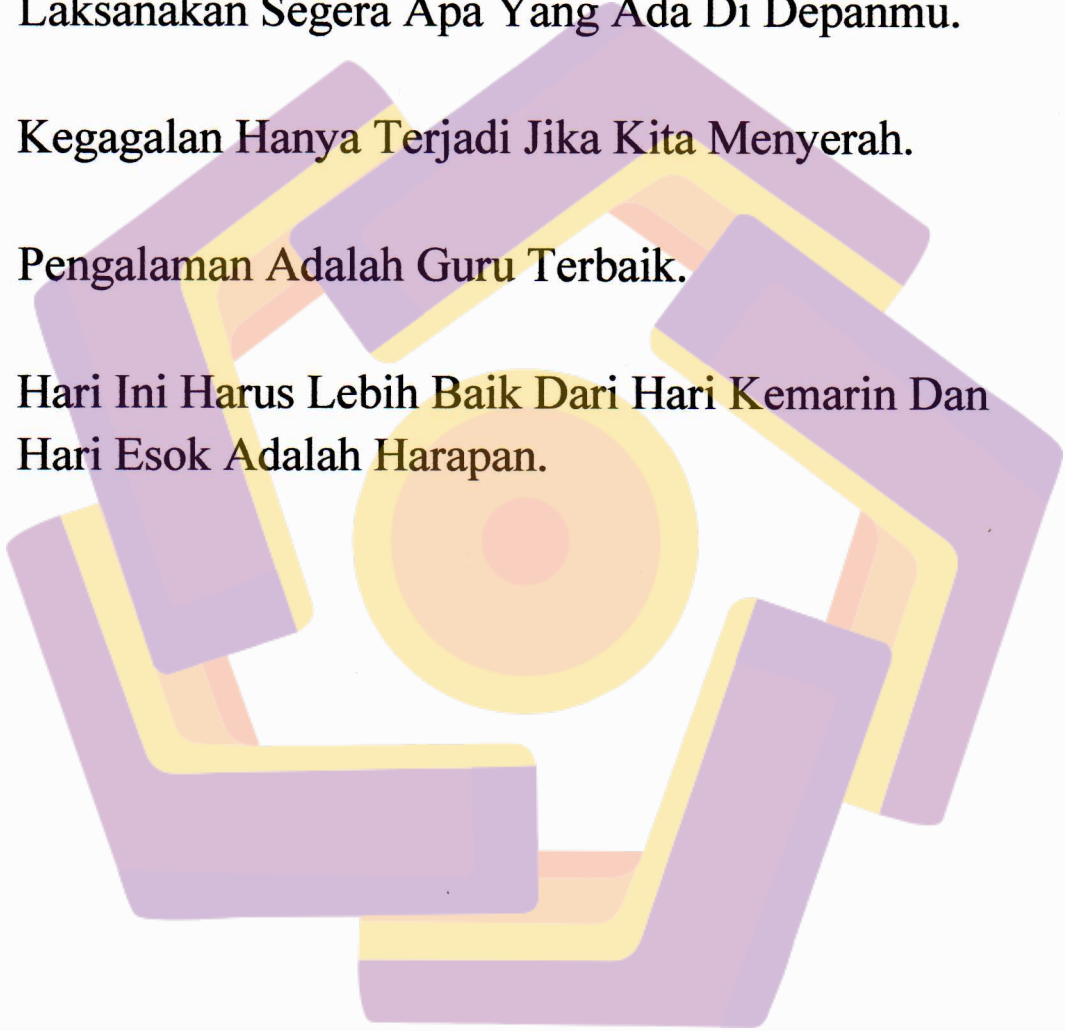 Laksanakan Segera Apa Yang Ada Di Depanmu.
Kegagalan Hanya Terjadi Jika Kita Menyerah.
Pengalaman Adalah Guru Terbaik.
Hari Ini Harus Lebih Baik Dari Hari Kemarin Dan
Hari Esok Adalah Harapan.